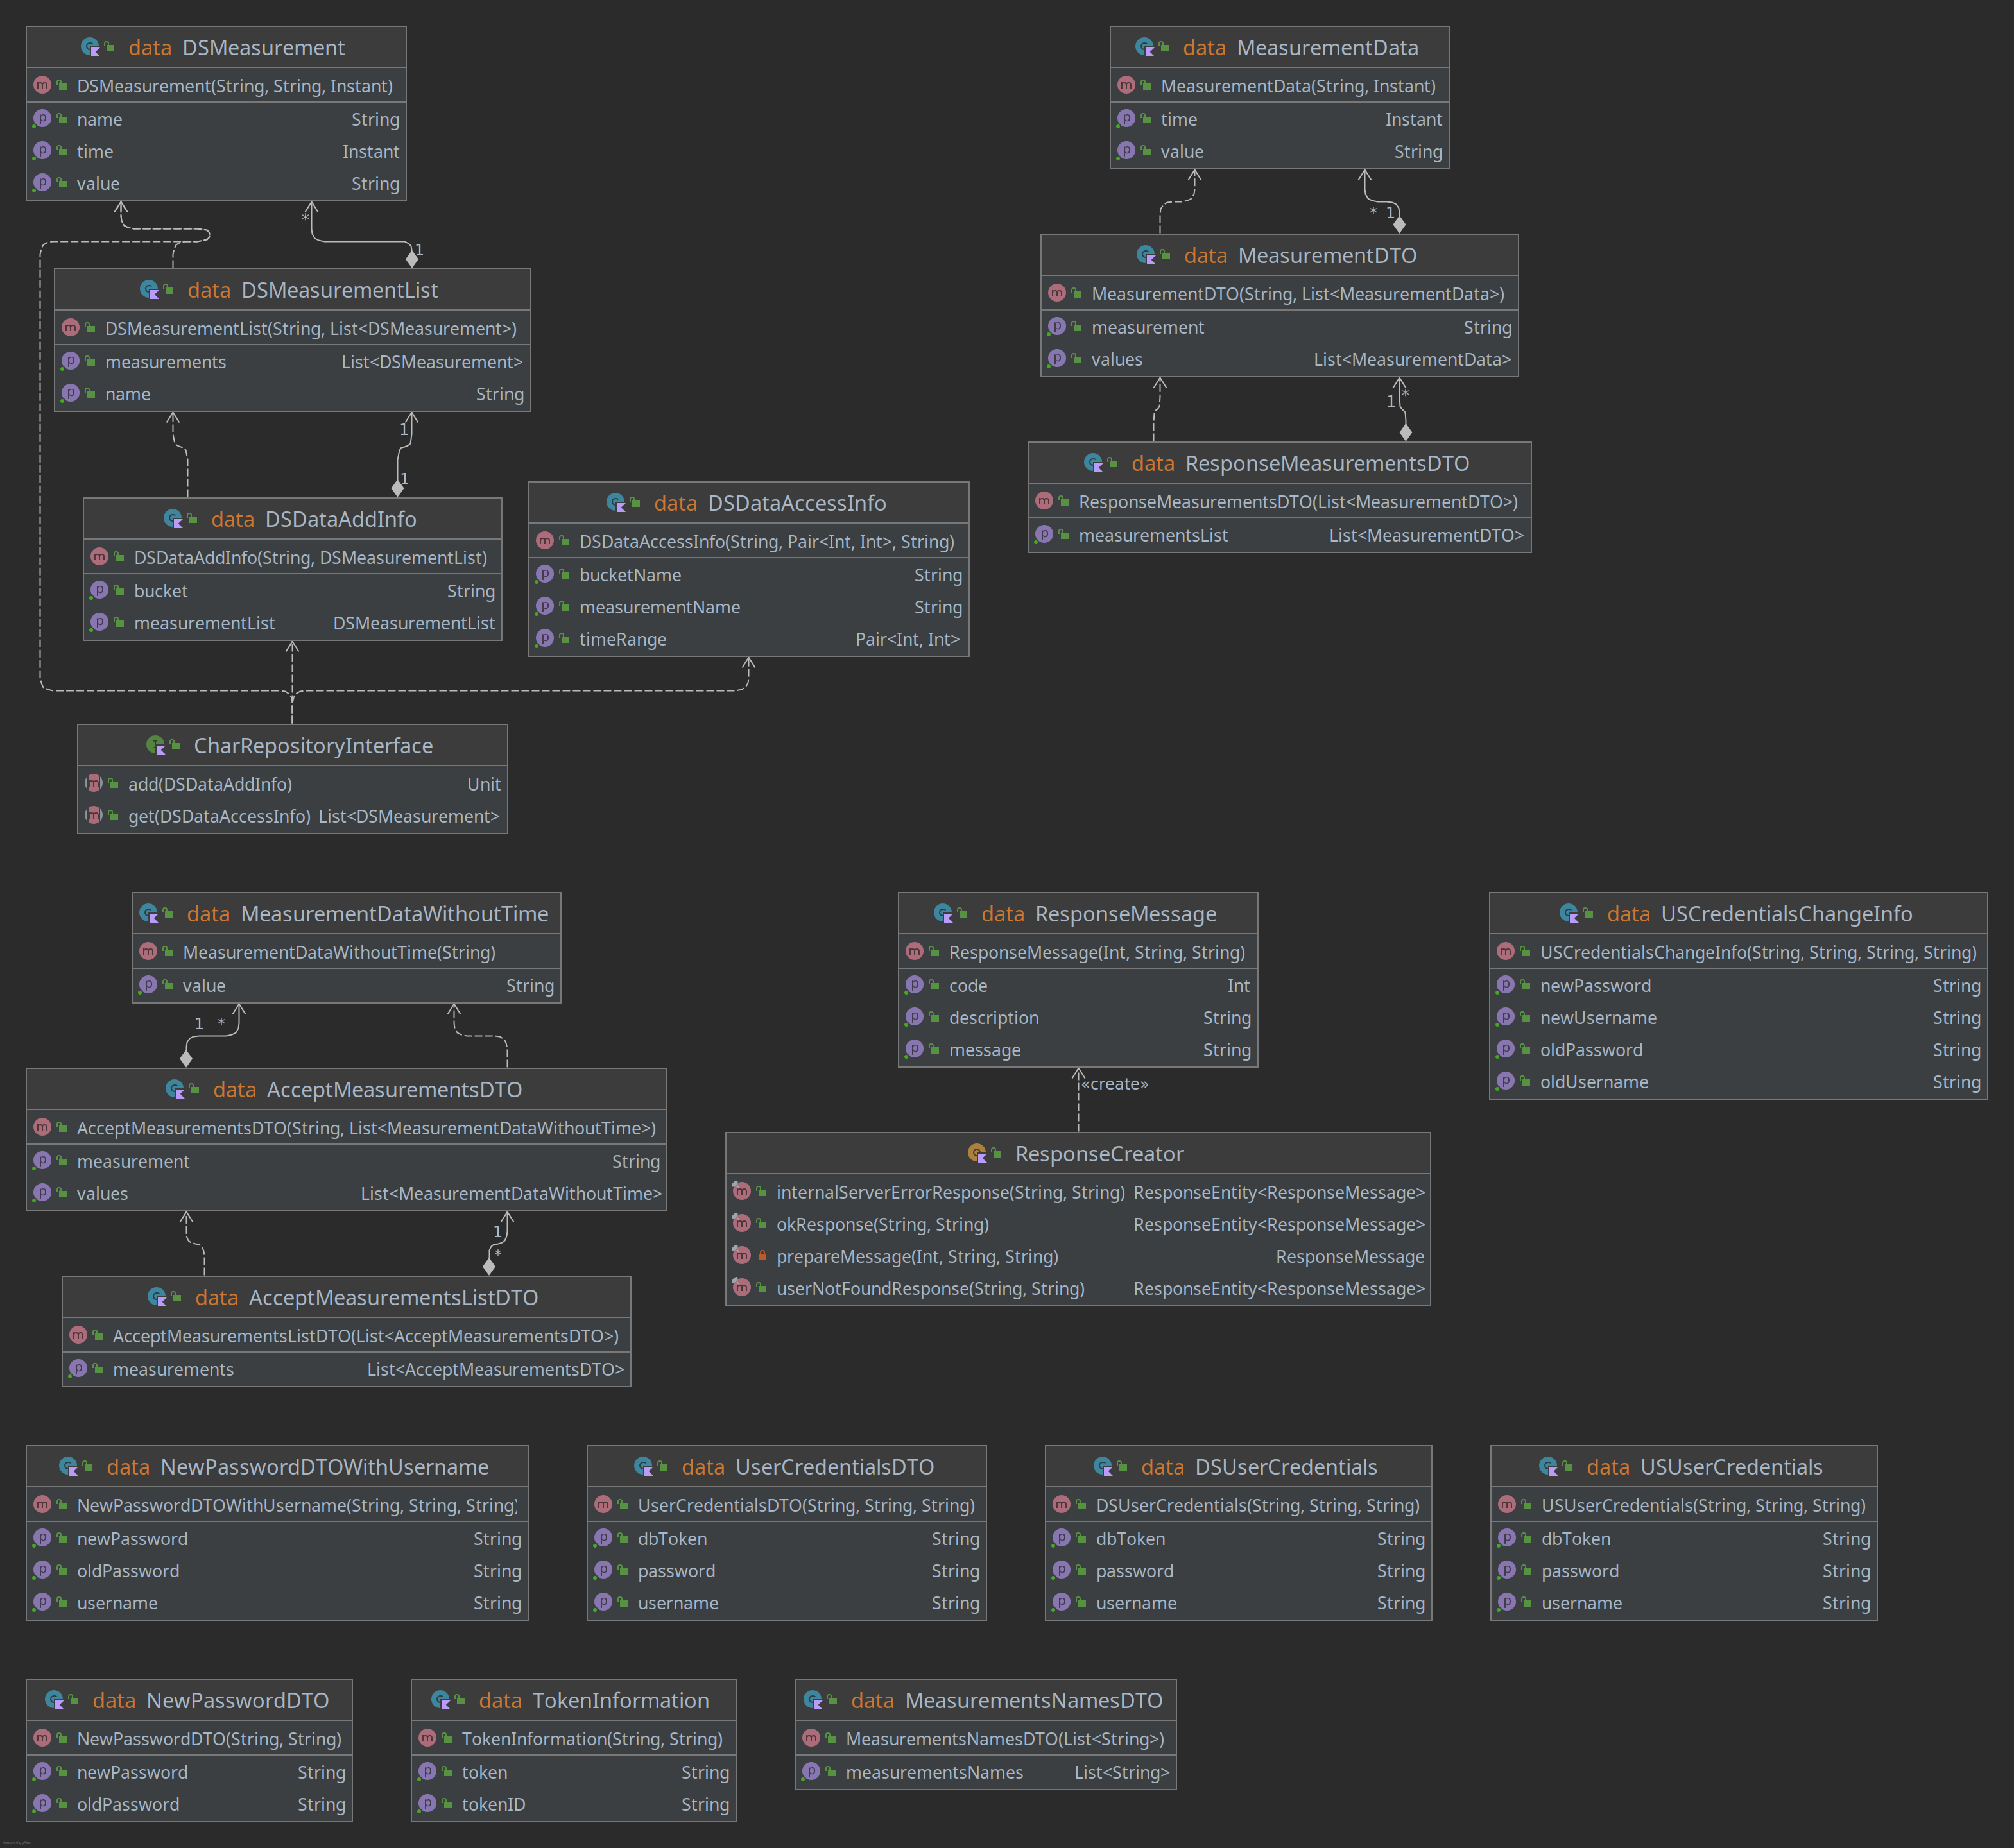 data DSMeasurement
DSMeasurement(String, String, Instant)
name String
time Instant
value String
* 1
data DSMeasurementList
DSMeasurementList(String, List<DSMeasurement>)
measurements List<DSMeasurement>
name String
1
1
data DSDataAddInfo
DSDataAddInfo(String, DSMeasurementList)
bucket String
measurementList DSMeasurementList
data DSDataAccessInfo
DSDataAccessInfo(String, Pair<Int, Int>, String)
bucketName String
measurementName String
timeRange Pair<Int, Int>
CharRepositoryInterface
add(DSDataAddInfo) Unit
get(DSDataAccessInfo) List<DSMeasurement>
data MeasurementData
MeasurementData(String, Instant)
time Instant
value String
* 1
data MeasurementDTO
MeasurementDTO(String, List<MeasurementData>)
measurement String
values List<MeasurementData>
1 *
data ResponseMeasurementsDTO
ResponseMeasurementsDTO(List<MeasurementDTO>)
measurementsList List<MeasurementDTO>
data MeasurementDataWithoutTime
MeasurementDataWithoutTime(String)
value String
1 *
data AcceptMeasurementsDTO
AcceptMeasurementsDTO(String, List<MeasurementDataWithoutTime>)
measurement String
values List<MeasurementDataWithoutTime>
1
*
data AcceptMeasurementsListDTO
AcceptMeasurementsListDTO(List<AcceptMeasurementsDTO>)
measurements List<AcceptMeasurementsDTO>
data ResponseMessage
ResponseMessage(Int, String, String)
code Int
description String
message String
«create»
ResponseCreator
internalServerErrorResponse(String, String) ResponseEntity<ResponseMessage>
okResponse(String, String) ResponseEntity<ResponseMessage>
prepareMessage(Int, String, String) ResponseMessage
userNotFoundResponse(String, String) ResponseEntity<ResponseMessage>
data USCredentialsChangeInfo
USCredentialsChangeInfo(String, String, String, String)
newPassword String
newUsername String
oldPassword String
oldUsername String
data NewPasswordDTOWithUsername
NewPasswordDTOWithUsername(String, String, String)
newPassword String
oldPassword String
username String
data UserCredentialsDTO
UserCredentialsDTO(String, String, String)
dbToken String
password String
username String
data DSUserCredentials
DSUserCredentials(String, String, String)
dbToken String
password String
username String
data USUserCredentials
USUserCredentials(String, String, String)
dbToken String
password String
username String
data NewPasswordDTO
NewPasswordDTO(String, String)
newPassword String
oldPassword String
data TokenInformation
TokenInformation(String, String)
token String
tokenID String
data MeasurementsNamesDTO
MeasurementsNamesDTO(List<String>)
measurementsNames List<String>